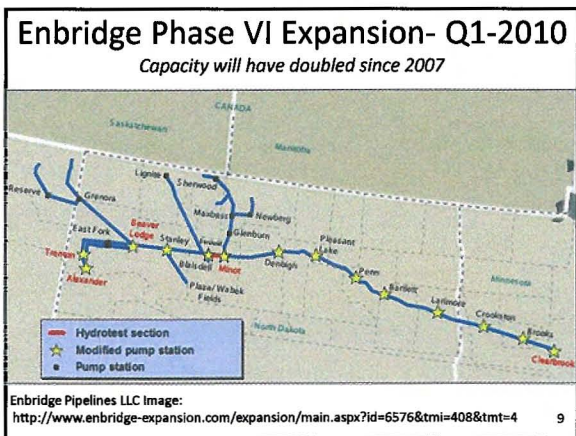 Enbridge Phase VI Expansion- Q1-2010
Capacity will have doubled since 2007
CANADA
Saskatchewan
Manitoba
Lignite
Sherwood
Reserve
Grenora
Maxbass
Newberg
Glenburn
East Fork
Beaver
Lodge
Stanley
Minot
Trenton
Alexander
Blaisdell
Plaza/Wabek
Fields
Denbigh
Pleasant
Lake
Penn
Bartlett
Larimore
Minnesota
Crookston
Brooks
Clearbrook
North Dakota
Hydrotest section
Modified pump station
Pump station
Enbridge Pipelines LLC Image:
http://www.enbridge-expansion.com/expansion/main.aspx?id=6576&tmi=408&tmt=4
9